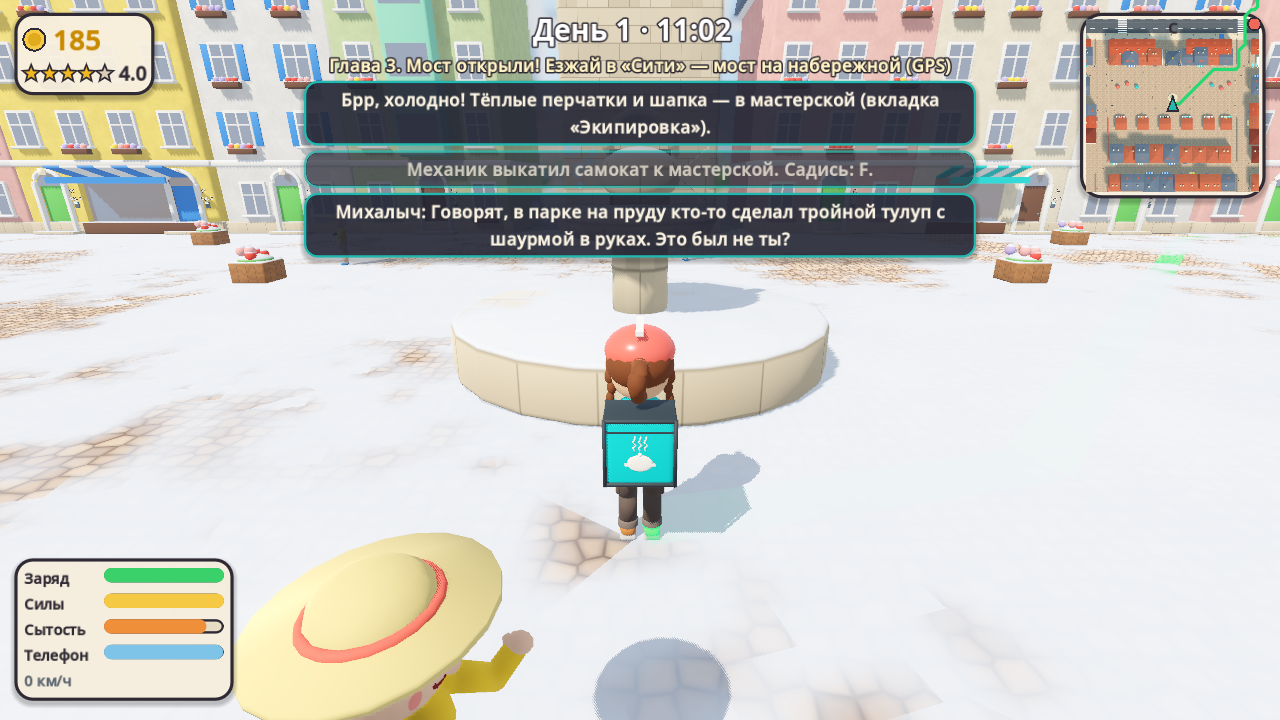 185
4.0
День 1 · 11:02
Глава 3. Мост открыли! Езжай в «Сити» — мост на набережной (GPS)
Брр, холодно! Тёплые перчатки и шапка — в мастерской (вкладка
«Экипировка»).
Механик выкатил самокат к мастерской. Садись: F.
Михалыч: Говорят, в парке на пруду кто-то сделал тройной тулуп с
шаурмой в руках. Это был не ты?
Заряд
Силы
Сытость
Телефон
0 км/ч